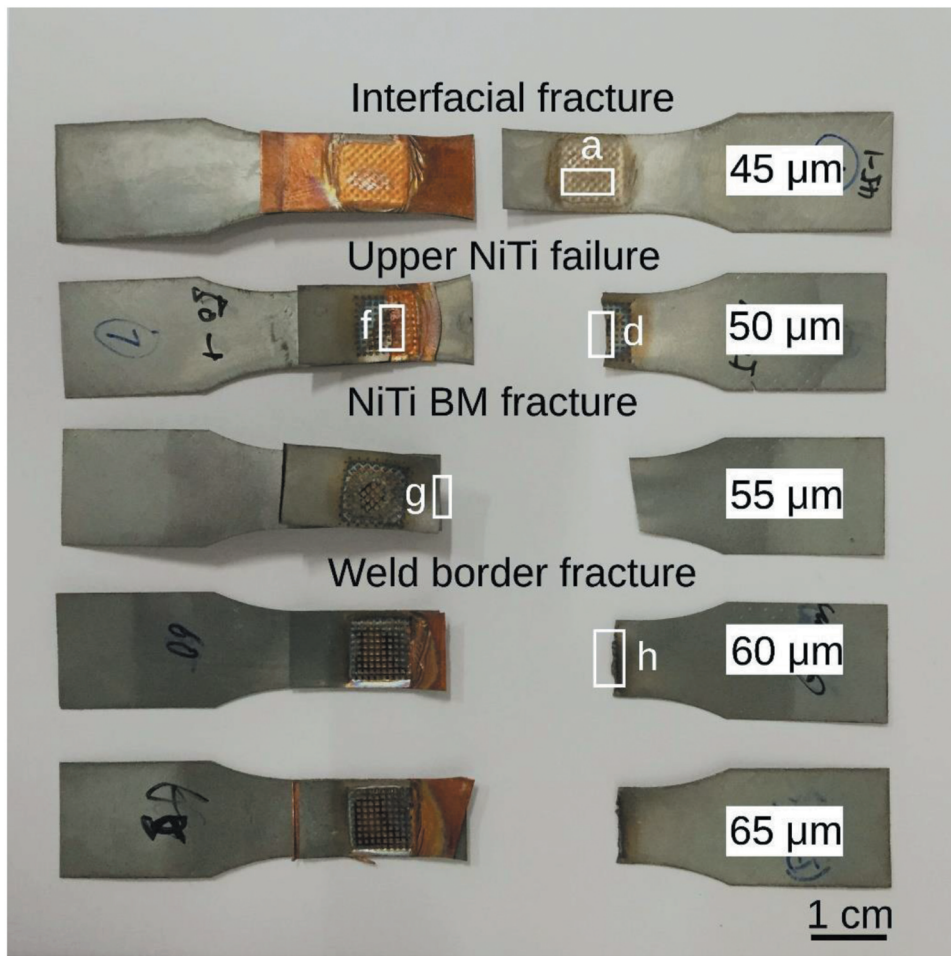 Interfacial fracture
a
45 μm
Upper NiTi failure
f
d
50 μm
NiTi BM fracture
g
55 μm
Weld border fracture
60
h
60 μm
65 μm
1 cm